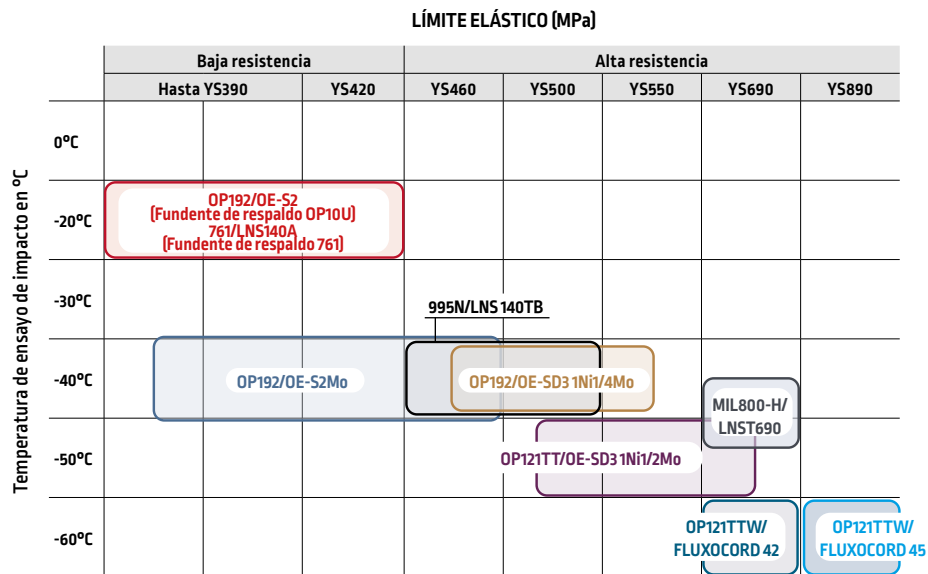 LÍMITE ELÁSTICO (MPa)
Baja resistencia
Alta resistencia
Hasta YS390
YS420
YS460
YS500
YS550
YS690
YS890
Temperatura de ensayo de impacto en ºC
0ºC
-20ºC
OP192/OE-S2
(Fundente de respaldo OP10U)
761/LNS140A
(Fundente de respaldo 761)
-30ºC
995N/LNS 140TB
-40ºC
OP192/OE-S2Mo
OP192/OE-SD3 1Ni1/4Mo
MIL800-H/
LNST690
-50ºC
OP121TT/OE-SD3 1Ni1/2Mo
-60ºC
OP121TTW/
FLUXOCORD 42
OP121TTW/
FLUXOCORD 45